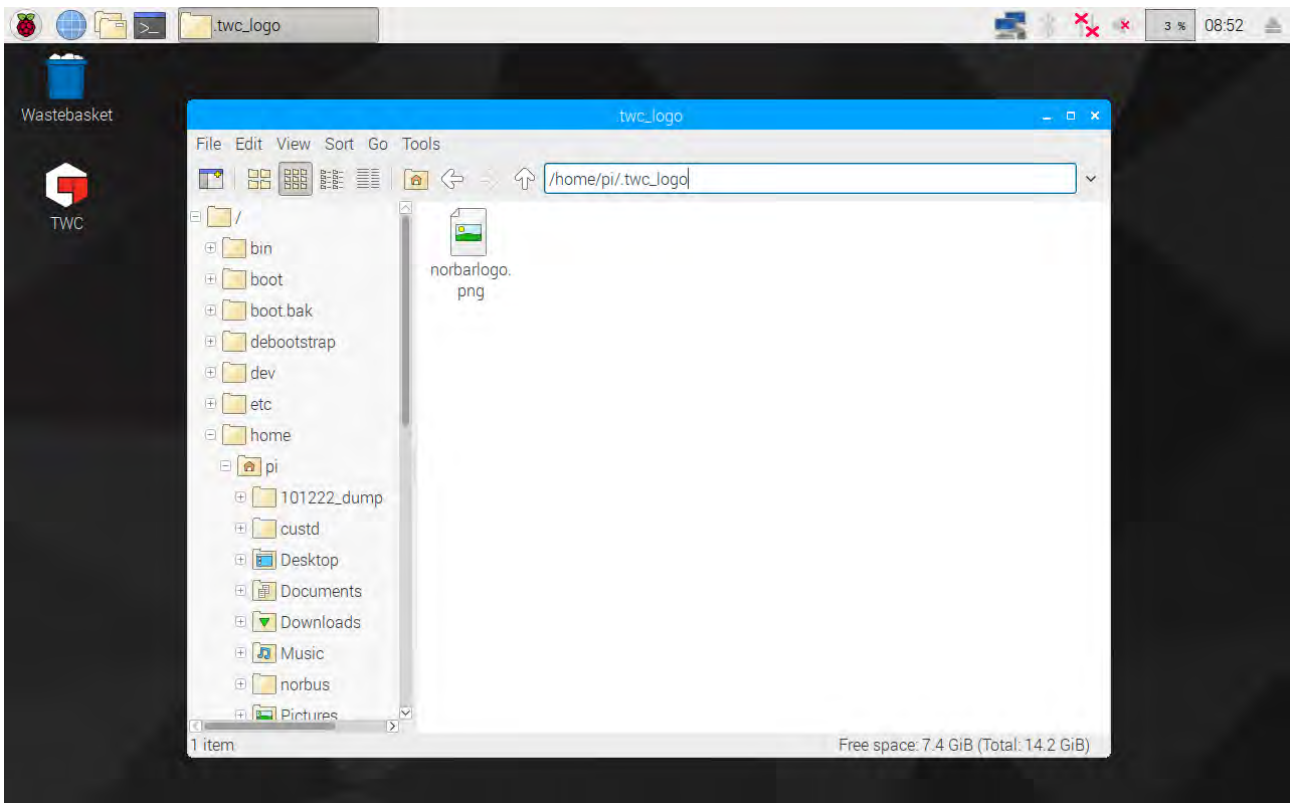 .twc_logo
3 %
08:52
Wastebasket
TWC
.twc_logo
File Edit View Sort Go Tools
/home/pi/.twc_logo
/
bin
boot
boot.bak
debootstrap
dev
etc
home
pi
101222_dump
custd
Desktop
Documents
Downloads
Music
norbus
Pictures
norbarlogo.
png
1 item
Free space: 7.4 GiB (Total: 14.2 GiB)